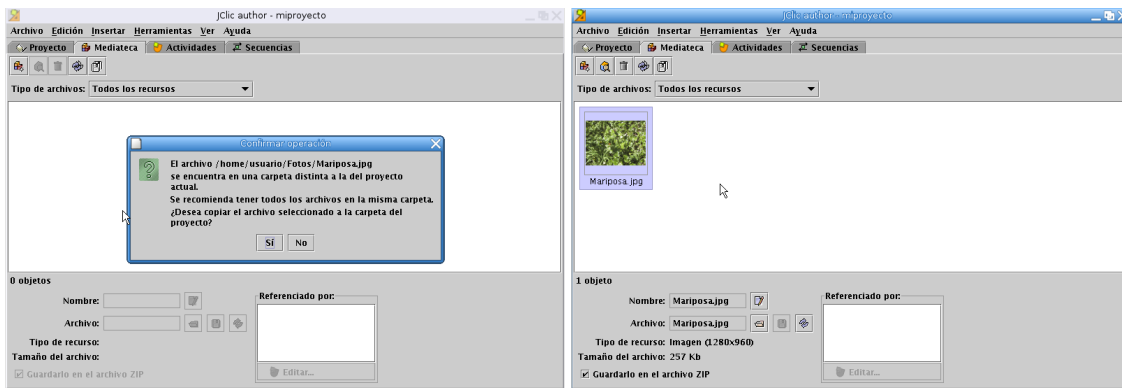 JClic author - miproyecto
Archivo Edición Insertar Herramientas Ver Ayuda
Proyecto Mediateca Actividades Secuencias
Tipo de archivos: Todos los recursos
Confirmar operación
El archivo /home/usuario/Fotos/Mariposa.jpg
se encuentra en una carpeta distinta a la del proyecto
actual.
Se recomienda tener todos los archivos en la misma carpeta.
¿Desea copiar el archivo seleccionado a la carpeta del
proyecto?
Sí No
0 objetos
Nombre:
Referenciado por:
Archivo:
Tipo de recurso:
Tamaño del archivo:
Guardarlo en el archivo ZIP
Editar...
JClic author - miproyecto
Archivo Edición Insertar Herramientas Ver Ayuda
Proyecto Mediateca Actividades Secuencias
Tipo de archivos: Todos los recursos
Mariposa.jpg
1 objeto
Nombre: Mariposa.jpg
Referenciado por:
Archivo: Mariposa.jpg
Tipo de recurso: Imagen (1280x960)
Tamaño del archivo: 257 Kb
Guardarlo en el archivo ZIP
Editar...